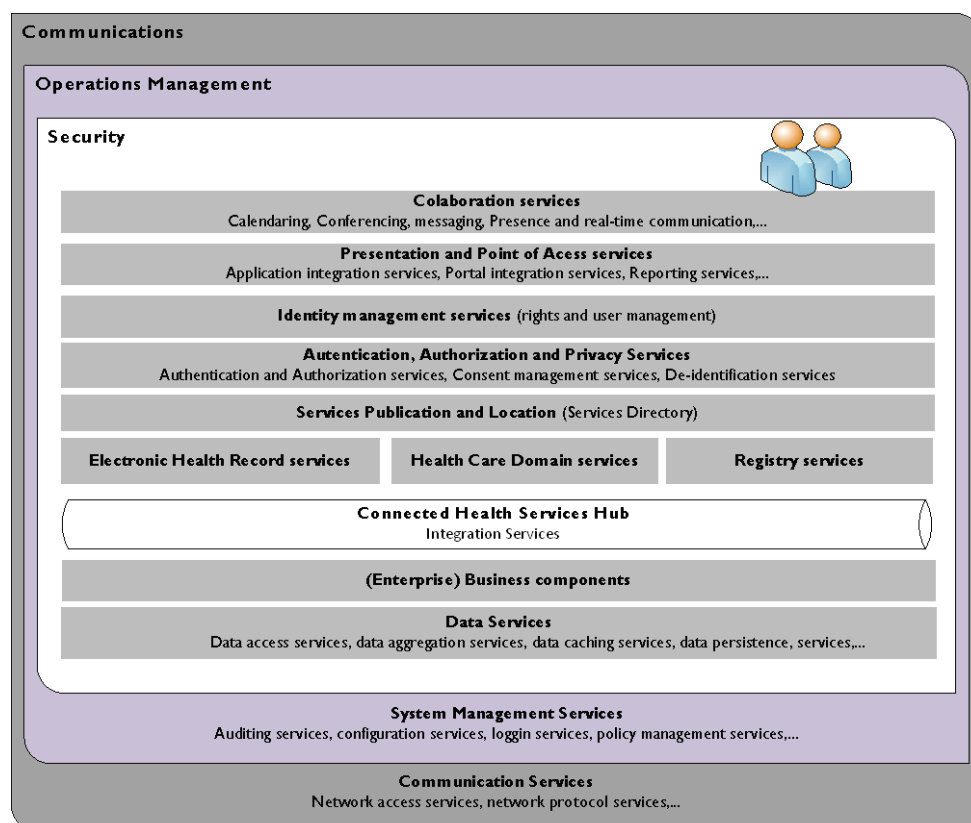 Communications
Operations Management
Security
Colaboration services
Calendaring, Conferencing, messaging, Presence and real-time communication,...
Presentation and Point of Acess services
Application integration services, Portal integration services, Reporting services,...
Identity management services (rights and user management)
Autentication, Authorization and Privacy Services
Authentication and Authorization services, Consent management services, De-identification services
Services Publication and Location (Services Directory)
Electronic Health Record services
Health Care Domain services
Registry services
Connected Health Services Hub
Integration Services
(Enterprise) Business components
Data Services
Data access services, data aggregation services, data caching services, data persistence, services,...
System Management Services
Auditing services, configuration services, loggin services, policy management services,...
Communication Services
Network access services, network protocol services,...